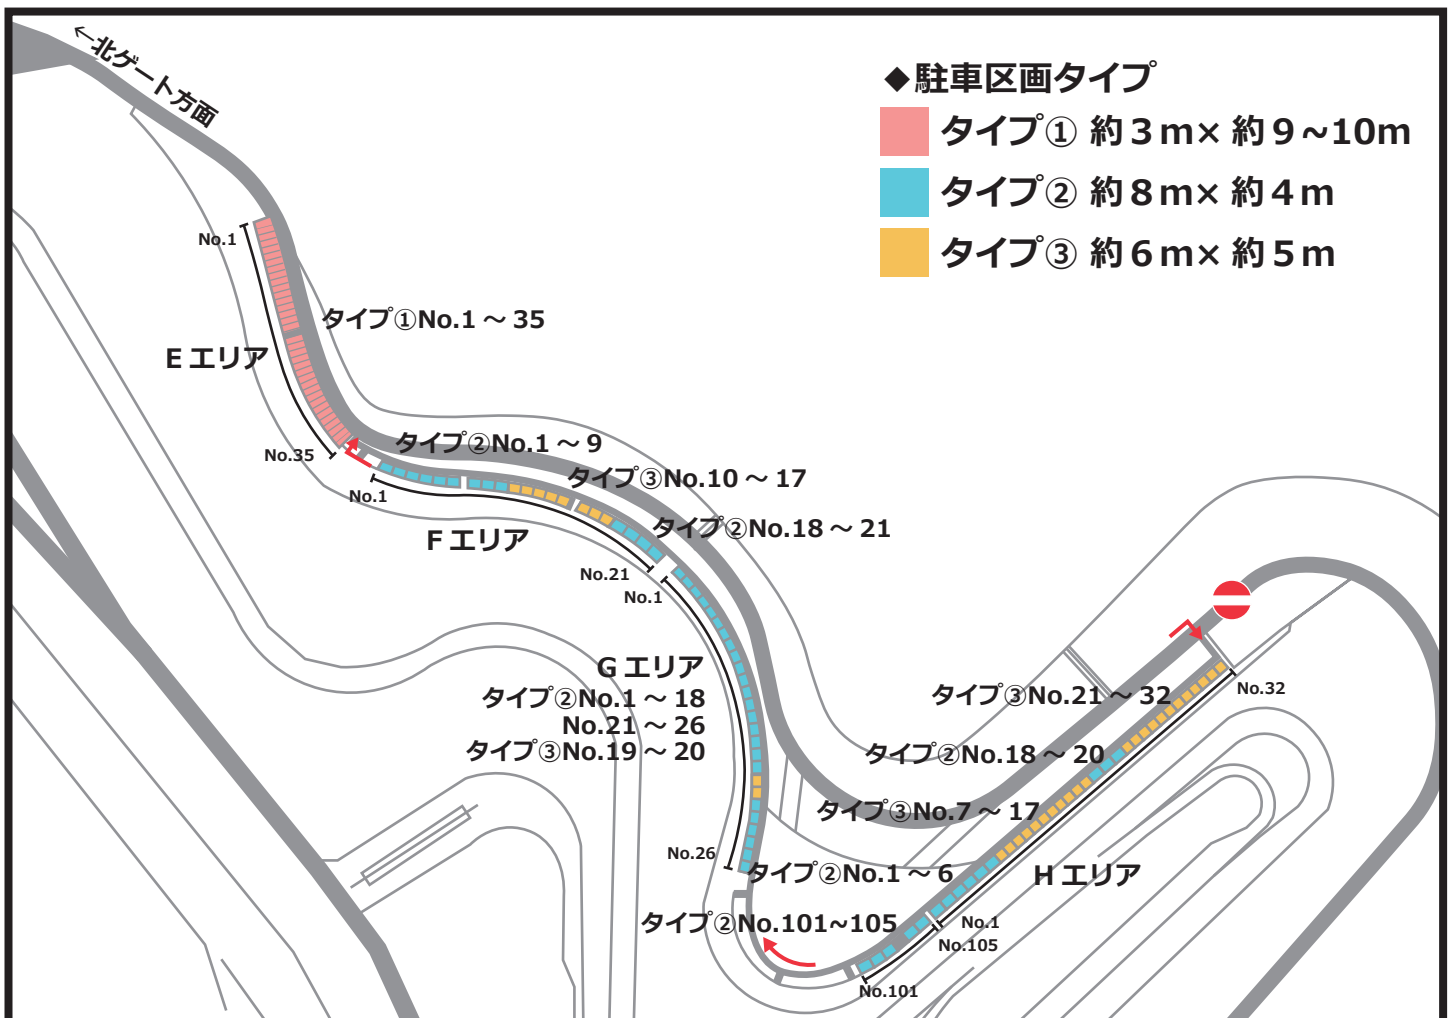 ←北ゲート方面
◆駐車区画タイプ
タイプ① 約3m× 約9~10m
タイプ② 約8m× 約4m
タイプ③ 約6m× 約5m
No.1
タイプ①No.1 ～ 35
E エリア
No.35
タイプ②No.1 ～ 9
タイプ③No.10 ～ 17
No.1
タイプ②No.18 ～ 21
F エリア
No.21
No.1
G エリア
タイプ②No.1 ～ 18
No.21 ～ 26
タイプ③No.19 ～ 20
No.26
タイプ③No.21 ～ 32
No.32
タイプ②No.18 ～ 20
タイプ③No.7 ～ 17
タイプ②No.1 ～ 6
H エリア
タイプ②No.101~105
No.1
No.105
No.101